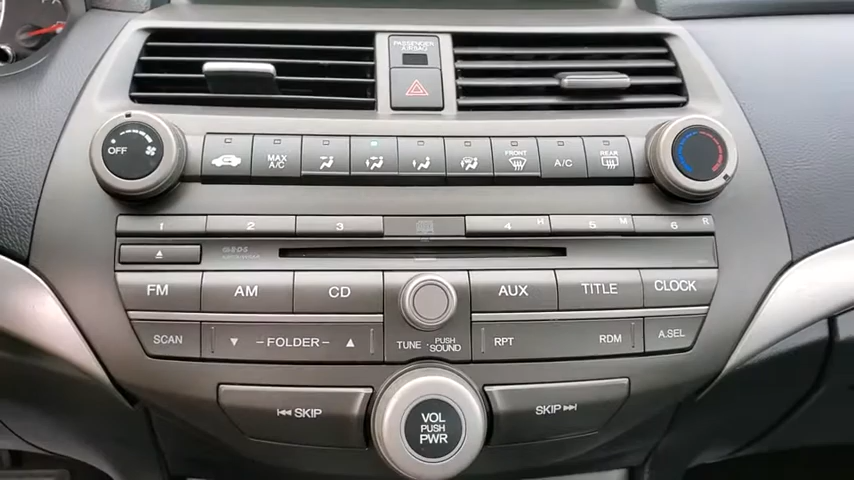 PASSENGER
AIRBAG
OFF
MAX
A/C
FRONT
A/C
REAR
1 2 3 4 H 5 M 6 R
FM AM CD AUX TITLE CLOCK
SCAN ▼ –FOLDER– ▲ TUNE PUSH
SOUND RPT RDM A.SEL
SKIP VOL
PUSH
PWR SKIP